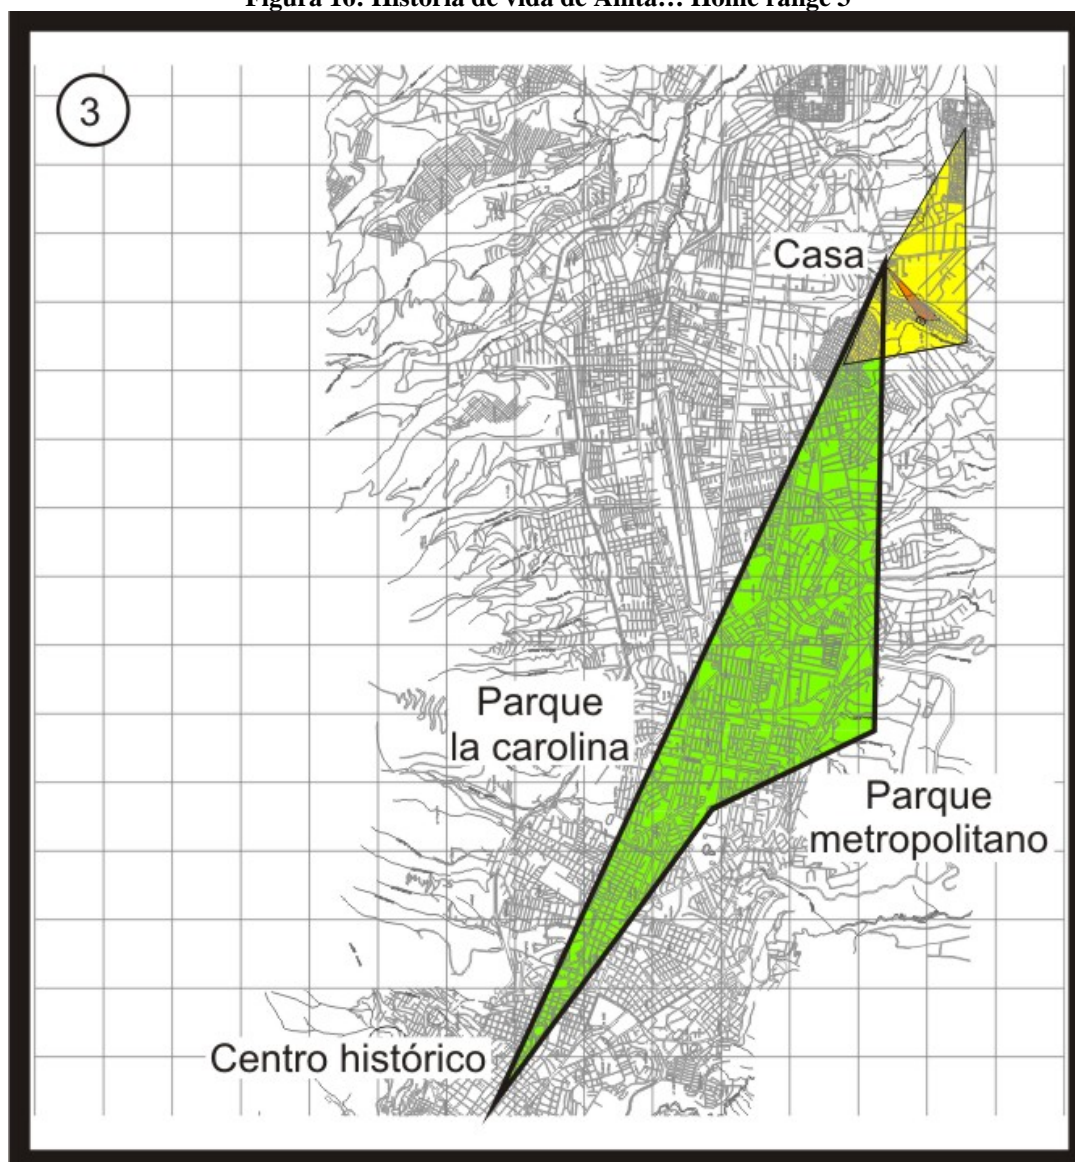 Figura 16: Historia de vida de Anita… Home range 3
3
Casa
Parque
la carolina
Parque
metropolitano
Centro histórico